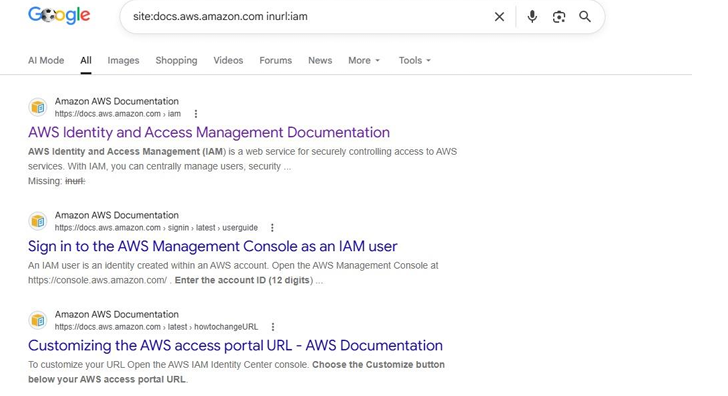 Google
site:docs.aws.amazon.com inurl:iam
AI Mode All Images Shopping Videos Forums News More Tools
Amazon AWS Documentation
https://docs.aws.amazon.com › iam
AWS Identity and Access Management Documentation
AWS Identity and Access Management (IAM) is a web service for securely controlling access to AWS
services. With IAM, you can centrally manage users, security ...
Missing: inurl:
Amazon AWS Documentation
https://docs.aws.amazon.com › signin › latest › userguide
Sign in to the AWS Management Console as an IAM user
An IAM user is an identity created within an AWS account. Open the AWS Management Console at
https://console.aws.amazon.com/ . Enter the account ID (12 digits) ...
Amazon AWS Documentation
https://docs.aws.amazon.com › latest › howtochangeURL
Customizing the AWS access portal URL - AWS Documentation
To customize your URL Open the AWS IAM Identity Center console. Choose the Customize button
below your AWS access portal URL.